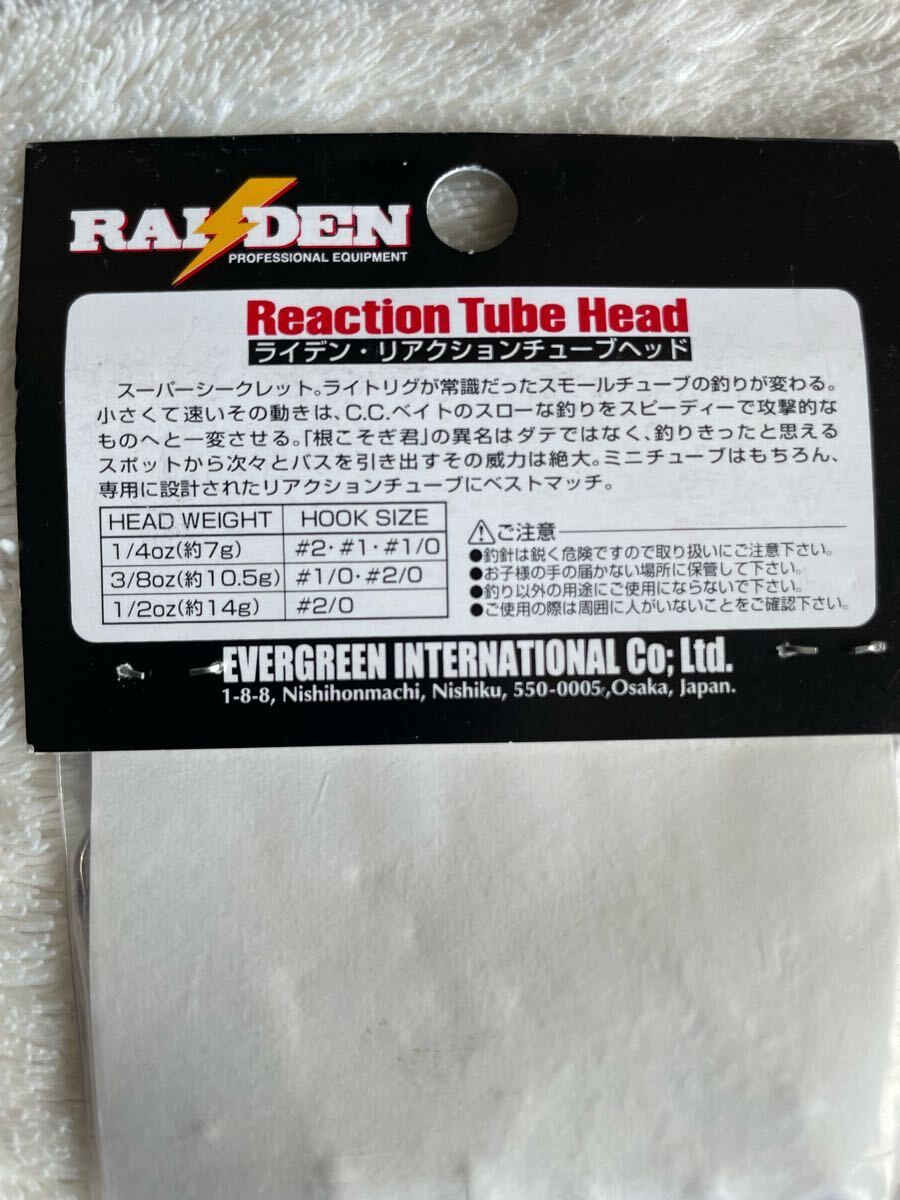 RAIDEN
PROFESSIONAL EQUIPMENT
Reaction Tube Head
ライデン・リアクションチューブヘッド
スーパーシークレット。ライトリグが常識だったスモールチューブの釣りが変わる。
小さくて速いその動きは、C.C.ベイトのスローな釣りをスピーディーで攻撃的な
ものへと一変させる。「根こそぎ君」の異名はダテではなく、釣りきったと思える
スポットから次々とバスを引き出すその威力は絶大。ミニチューブはもちろん、
専用に設計されたリアクションチューブにベストマッチ。
HEAD WEIGHT HOOK SIZE
1/4oz(約7g) #2・#1・#1/0
3/8oz(約10.5g) #1/0・#2/0
1/2oz(約14g) #2/0
ご注意
●釣針は鋭く危険ですので取り扱いにご注意下さい。
●お子様の手の届かない場所に保管して下さい。
●釣り以外の用途にご使用にならないで下さい。
●ご使用の際は周囲に人がいないことをご確認下さい。
EVERGREEN INTERNATIONAL Co; Ltd.
1-8-8, Nishihonmachi, Nishiku, 550-0005,,Osaka, Japan.